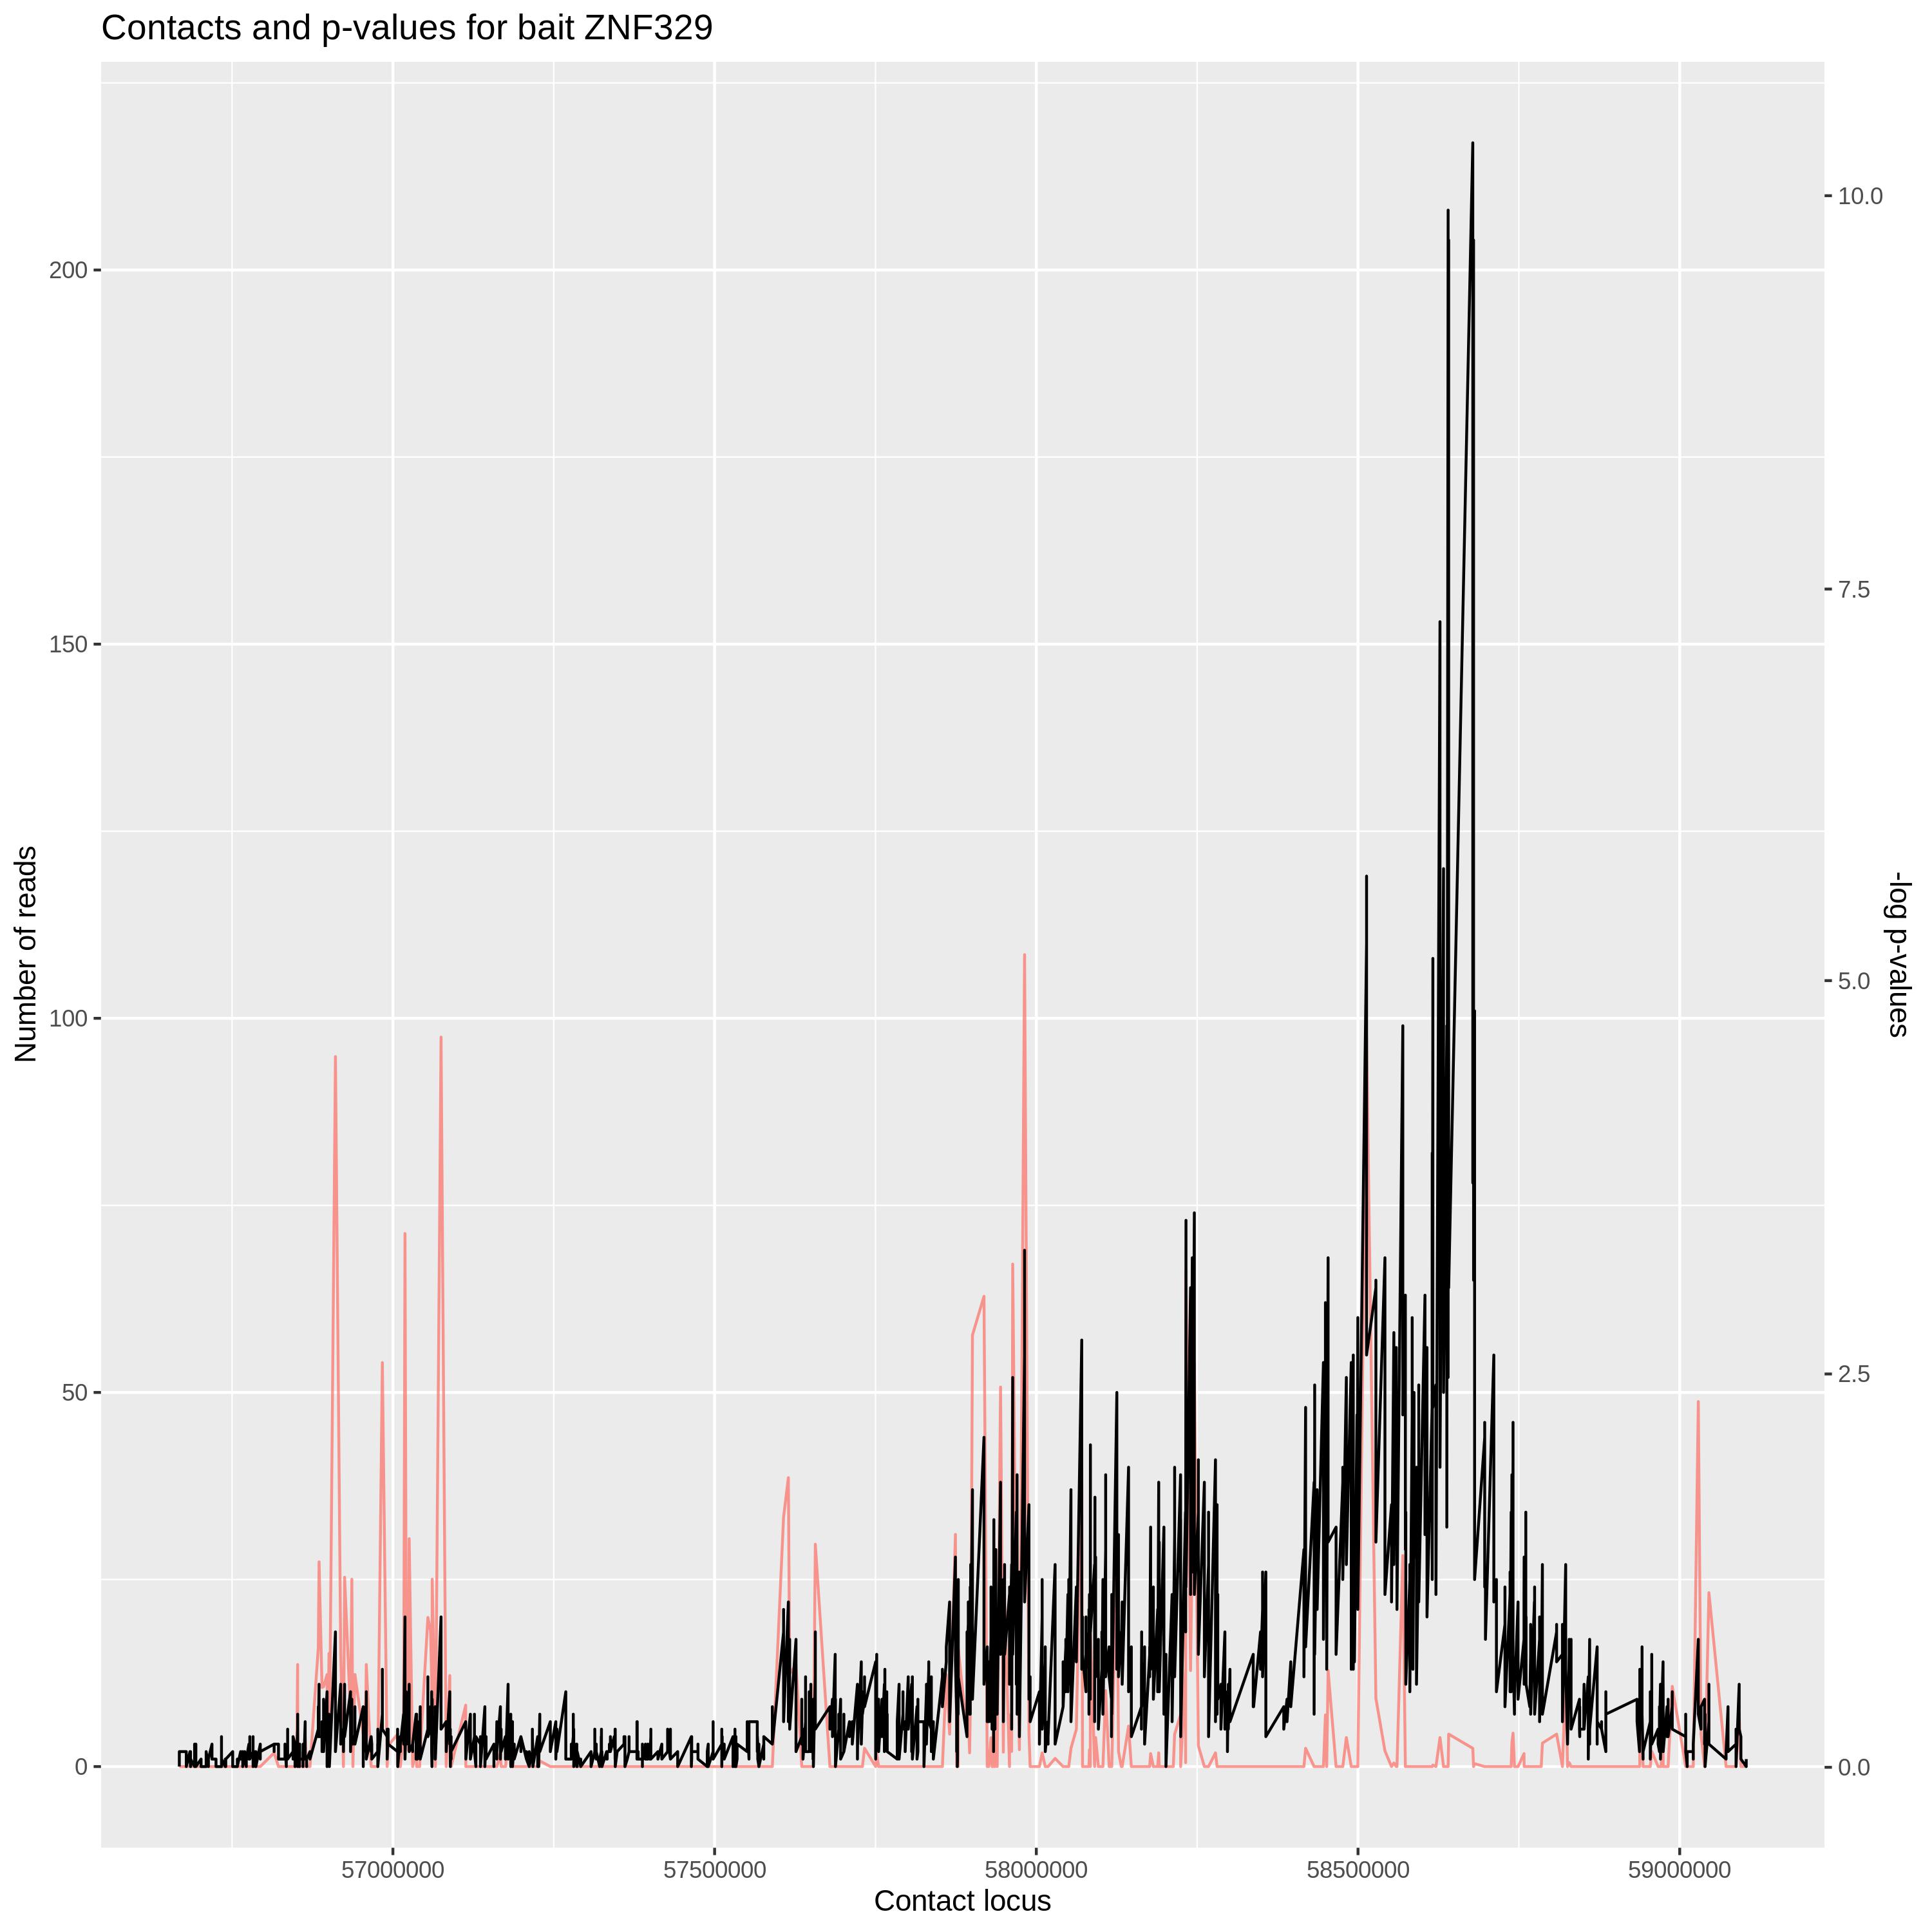 Contacts and p-values for bait ZNF329
Number of reads
200
150
100
50
0
10.0
7.5
5.0
2.5
0.0
-log p-values
57000000 57500000 58000000 58500000 59000000
Contact locus